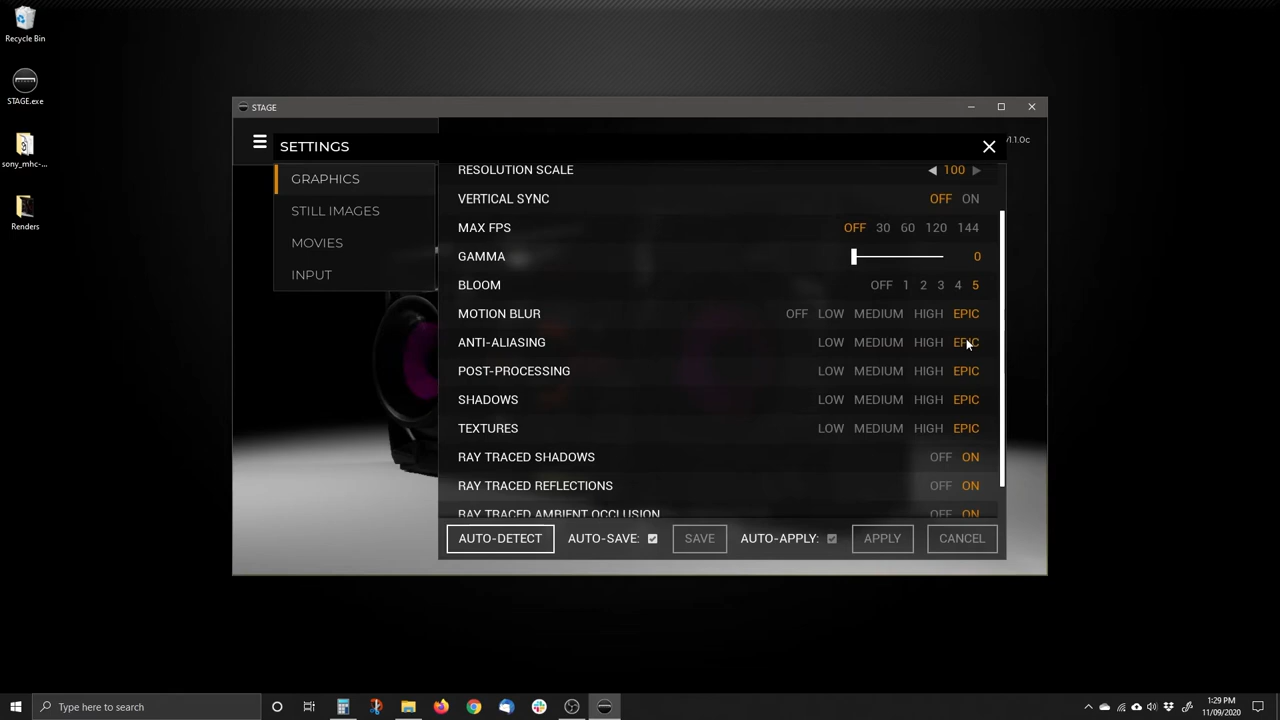 Recycle Bin
STAGE.exe
sony_mhc-...
Renders
STAGE
v1.1.0c
SETTINGS
GRAPHICS
STILL IMAGES
MOVIES
INPUT
RESOLUTION SCALE 100
VERTICAL SYNC OFF ON
MAX FPS OFF 30 60 120 144
GAMMA 0
BLOOM OFF 1 2 3 4 5
MOTION BLUR OFF LOW MEDIUM HIGH EPIC
ANTI-ALIASING LOW MEDIUM HIGH EPIC
POST-PROCESSING LOW MEDIUM HIGH EPIC
SHADOWS LOW MEDIUM HIGH EPIC
TEXTURES LOW MEDIUM HIGH EPIC
RAY TRACED SHADOWS OFF ON
RAY TRACED REFLECTIONS OFF ON
RAY TRACED AMBIENT OCCLUSION OFF ON
AUTO-DETECT AUTO-SAVE: SAVE AUTO-APPLY: APPLY CANCEL
Type here to search
1:29 PM
11/09/2020